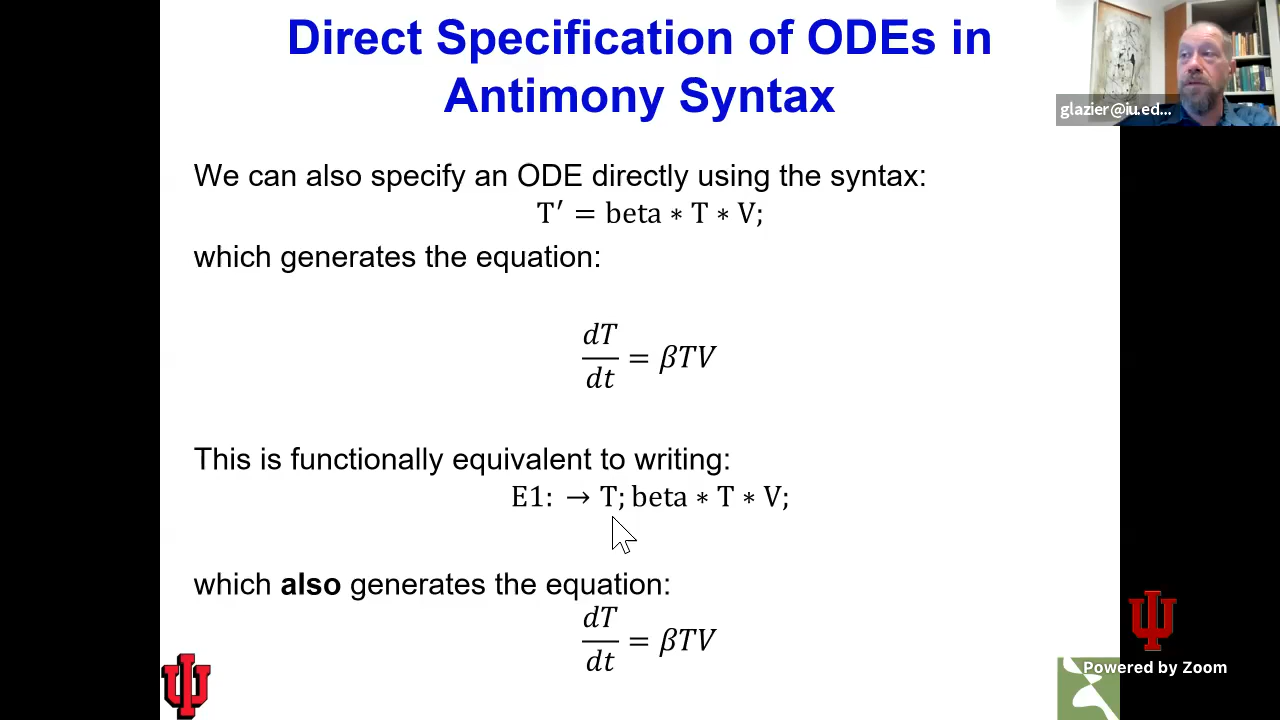 Direct Specification of ODEs in
Antimony Syntax
glazier@iu.ed...
We can also specify an ODE directly using the syntax:
T′ = beta ∗ T ∗ V;
which generates the equation:
dT
dt
= βTV
This is functionally equivalent to writing:
E1: → T; beta ∗ T ∗ V;
which also generates the equation:
dT
dt
= βTV
Powered by Zoom